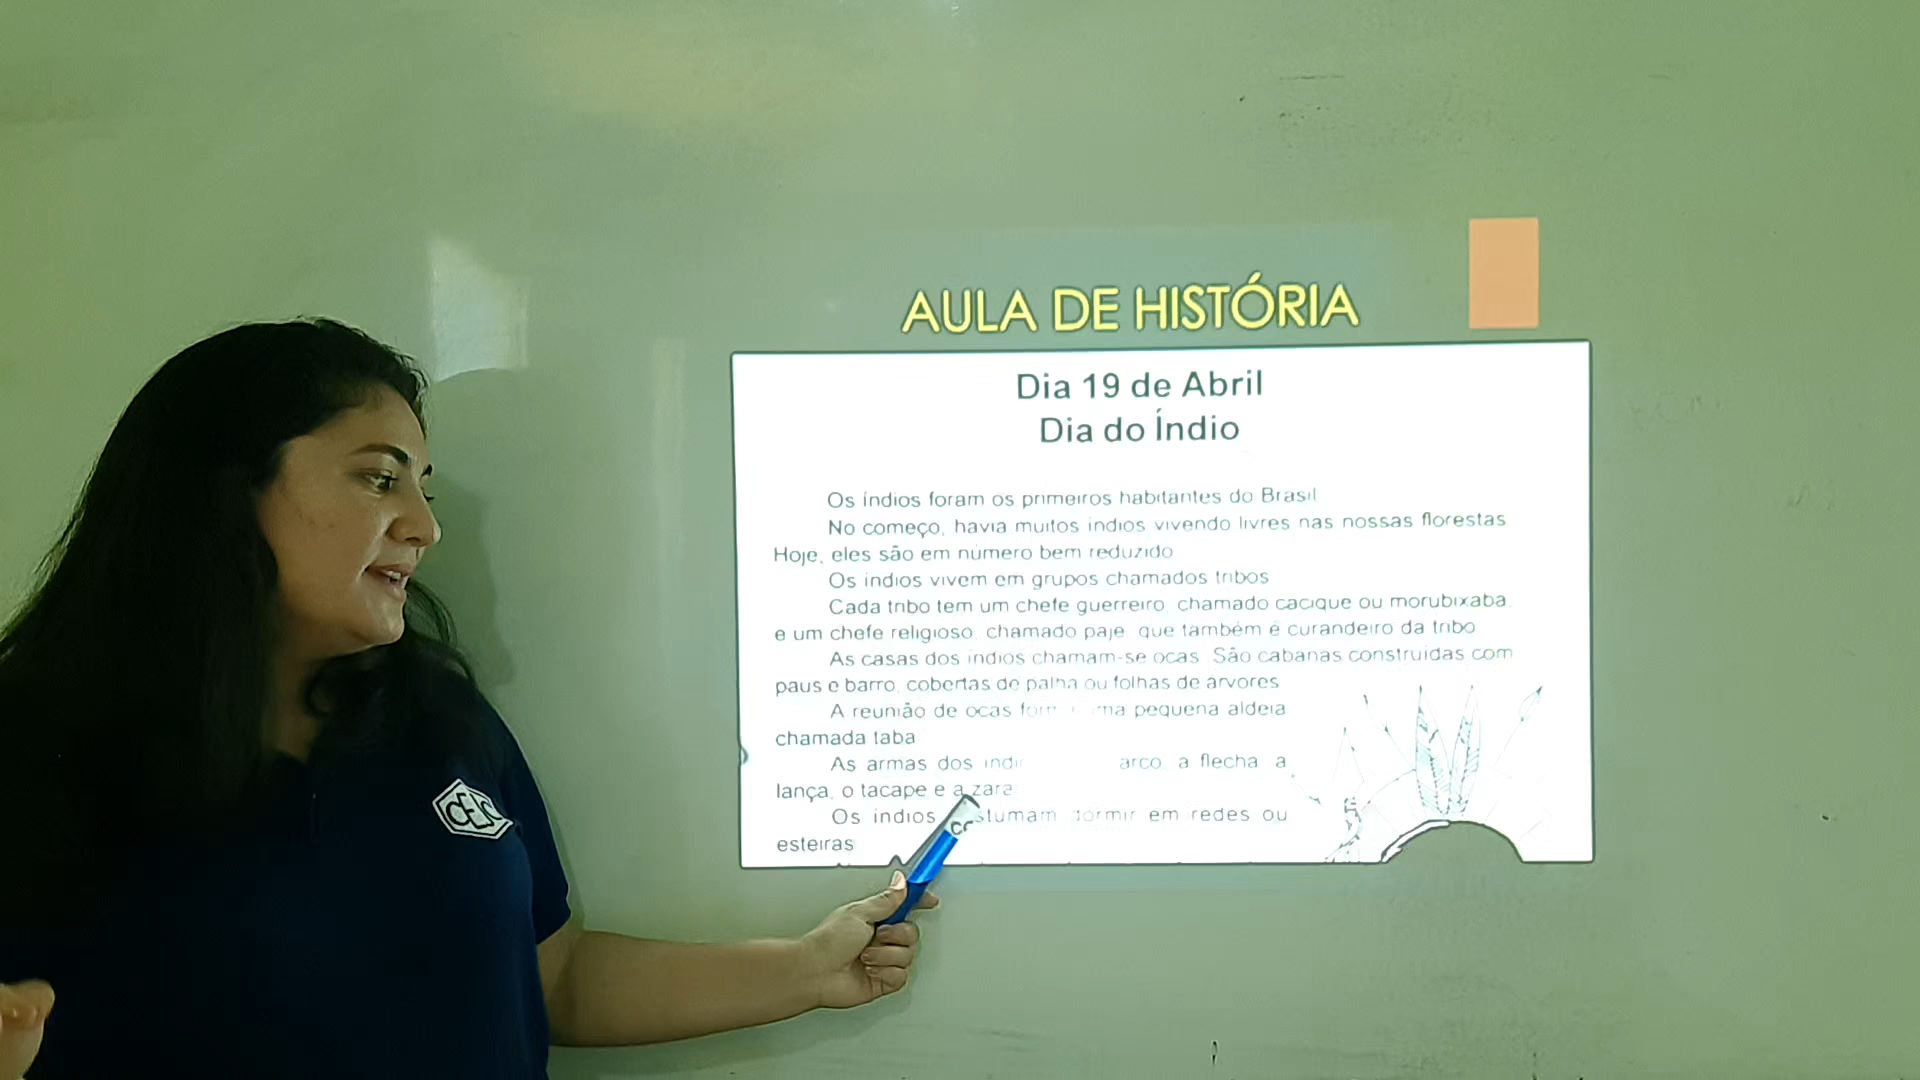 AULA DE HISTÓRIA
Dia 19 de Abril
Dia do Índio
Os índios foram os primeiros habitantes do Brasil
No começo, havia muitos índios vivendo livres nas nossas florestas
Hoje, eles são em número bem reduzido
Os índios vivem em grupos chamados tribos
Cada tribo tem um chefe guerreiro, chamado cacique ou morubixaba,
e um chefe religioso, chamado pajé, que também é curandeiro da tribo
As casas dos índios chamam-se ocas. São cabanas construídas com
paus e barro, cobertas de palha ou folhas de árvores
A reunião de ocas pequena aldeia
chamada taba
As armas dos arco, a flecha, a
lança, o tacape e a
Os índios dormir em redes ou
esteiras
CEIC